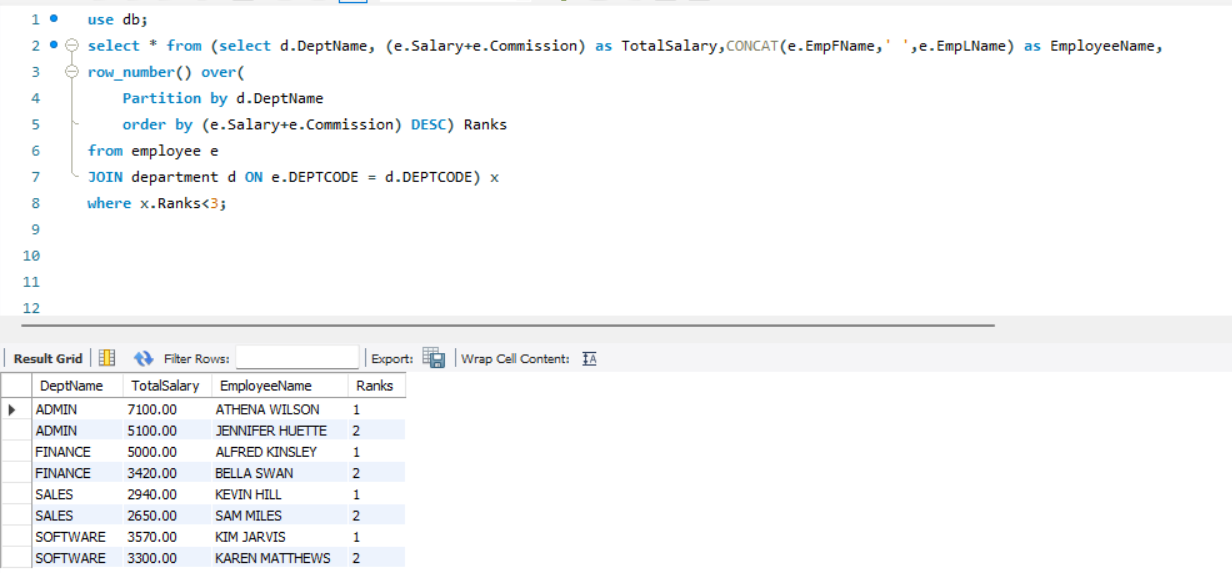 1 use db;
2 select * from (select d.DeptName, (e.Salary+e.Commission) as TotalSalary,CONCAT(e.EmpFName,' ',e.EmpLName) as EmployeeName,
3 row_number() over(
4 Partition by d.DeptName
5 order by (e.Salary+e.Commission) DESC) Ranks
6 from employee e
7 JOIN department d ON e.DEPTCODE = d.DEPTCODE) x
8 where x.Ranks<3;
9
10
11
12
Result Grid Filter Rows: Export: Wrap Cell Content: IA
DeptName TotalSalary EmployeeName Ranks
ADMIN 7100.00 ATHENA WILSON 1
ADMIN 5100.00 JENNIFER HUETTE 2
FINANCE 5000.00 ALFRED KINSLEY 1
FINANCE 3420.00 BELLA SWAN 2
SALES 2940.00 KEVIN HILL 1
SALES 2650.00 SAM MILES 2
SOFTWARE 3570.00 KIM JARVIS 1
SOFTWARE 3300.00 KAREN MATTHEWS 2